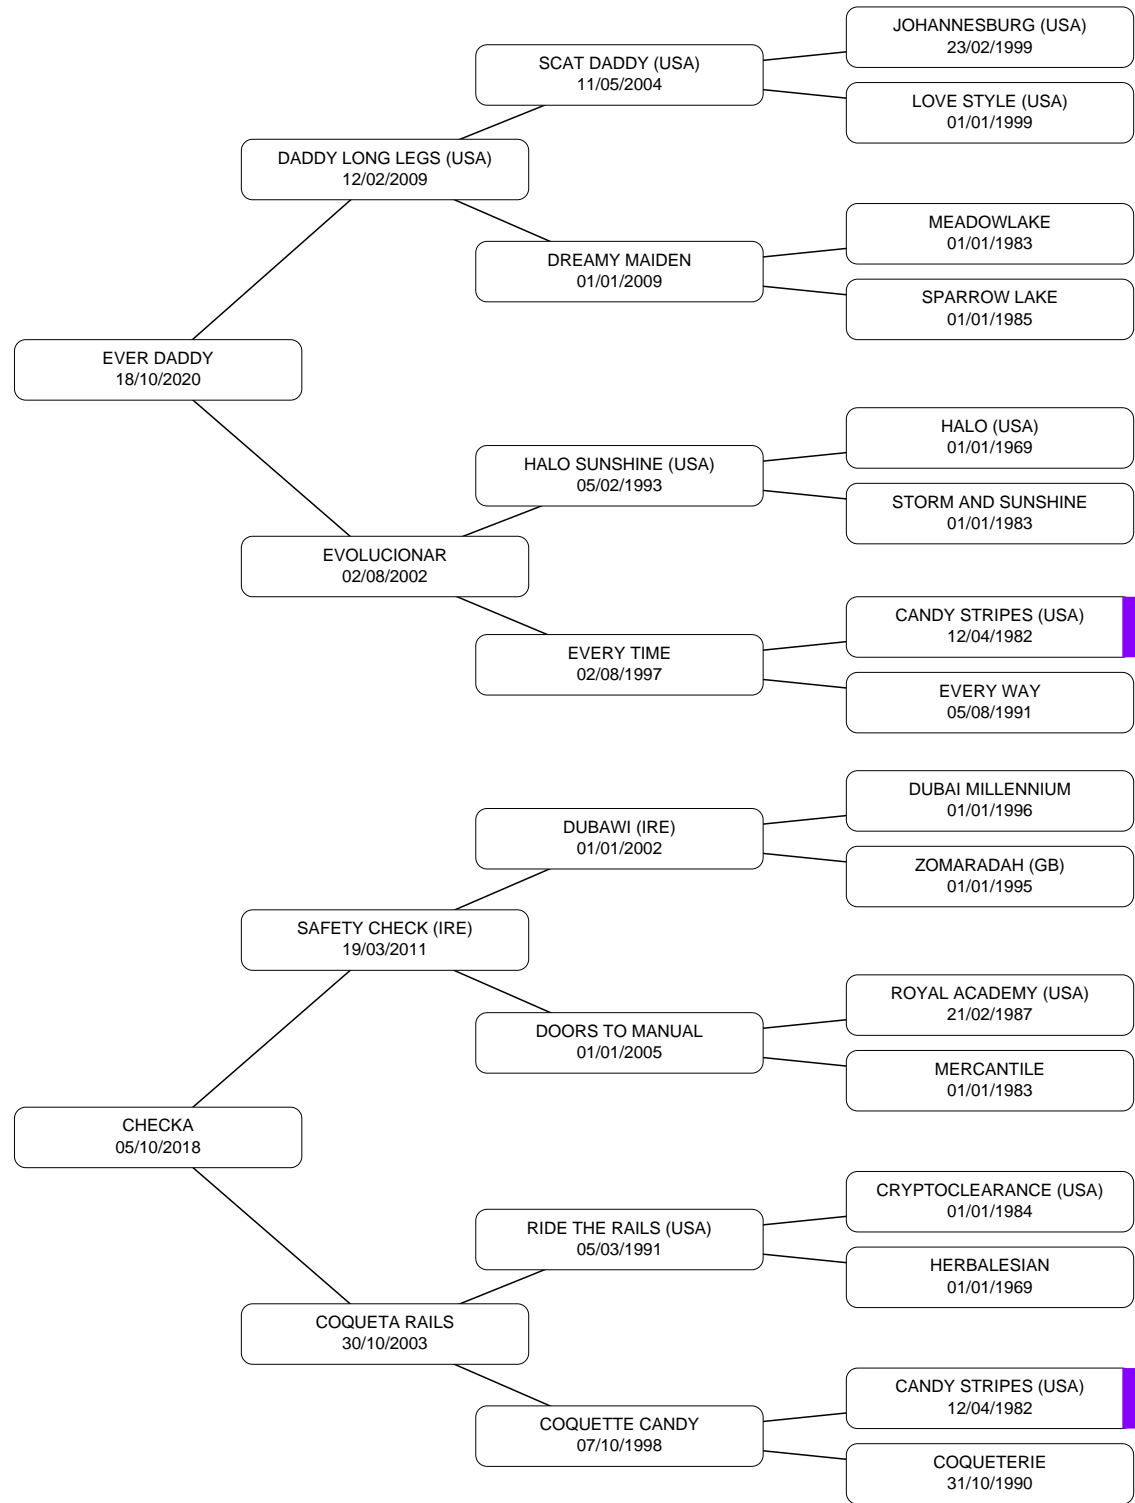 JOHANNESBURG (USA)
23/02/1999
SCAT DADDY (USA)
11/05/2004
LOVE STYLE (USA)
01/01/1999
DADDY LONG LEGS (USA)
12/02/2009
MEADOWLAKE
01/01/1983
DREAMY MAIDEN
01/01/2009
SPARROW LAKE
01/01/1985
EVER DADDY
18/10/2020
HALO (USA)
01/01/1969
HALO SUNSHINE (USA)
05/02/1993
STORM AND SUNSHINE
01/01/1983
EVOLUCIONAR
02/08/2002
CANDY STRIPES (USA)
12/04/1982
EVERY TIME
02/08/1997
EVERY WAY
05/08/1991
DUBAI MILLENNIUM
01/01/1996
DUBAWI (IRE)
01/01/2002
ZOMARADAH (GB)
01/01/1995
SAFETY CHECK (IRE)
19/03/2011
ROYAL ACADEMY (USA)
21/02/1987
DOORS TO MANUAL
01/01/2005
MERCANTILE
01/01/1983
CHECKA
05/10/2018
CRYPTOCLEARANCE (USA)
01/01/1984
RIDE THE RAILS (USA)
05/03/1991
HERBALESIAN
01/01/1969
COQUETA RAILS
30/10/2003
CANDY STRIPES (USA)
12/04/1982
COQUETTE CANDY
07/10/1998
COQUETERIE
31/10/1990